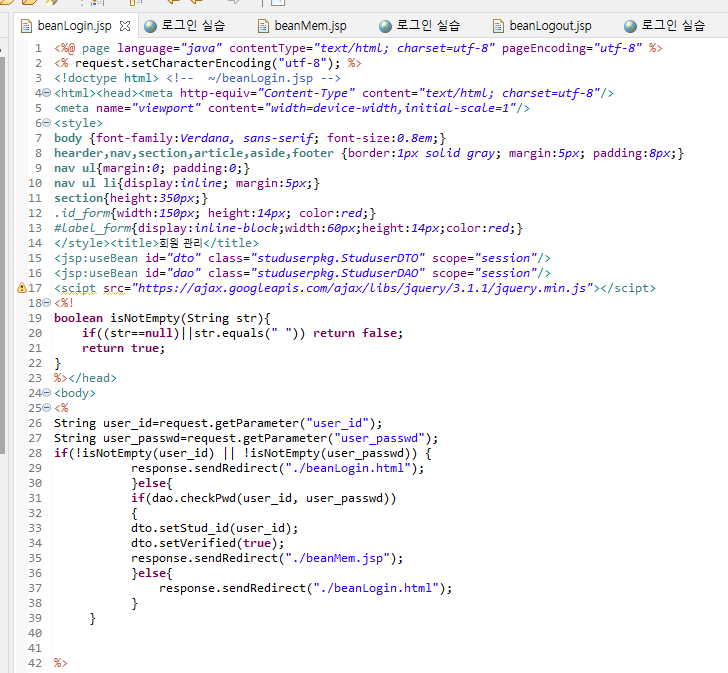 beanLogin.jsp 로그인 실습 beanMem.jsp 로그인 실습 beanLogout.jsp 로그인 실습
1 <%@ page language="java" contentType="text/html; charset=utf-8" pageEncoding="utf-8" %>
2 <% request.setCharacterEncoding("utf-8"); %>
3 <!doctype html> <!-- ~/beanLogin.jsp -->
4 <html><head><meta http-equiv="Content-Type" content="text/html; charset=utf-8"/>
5 <meta name="viewport" content="width=device-width,initial-scale=1"/>
6 <style>
7 body {font-family:Verdana, sans-serif; font-size:0.8em;}
8 hearder,nav,section,article,aside,footer {border:1px solid gray; margin:5px; padding:8px;}
9 nav ul{margin:0; padding:0;}
10 nav ul li{display:inline; margin:5px;}
11 section{height:350px;}
12 .id_form{width:150px; height:14px; color:red;}
13 #label_form{display:inline-block;width:60px;height:14px;color:red;}
14 </style><title>회원 관리</title>
15 <jsp:useBean id="dto" class="studuserpkg.StuduserDTO" scope="session"/>
16 <jsp:useBean id="dao" class="studuserpkg.StuduserDAO" scope="session"/>
17 <scipt src="https://ajax.googleapis.com/ajax/libs/jquery/3.1.1/jquery.min.js"></scipt>
18 <%!
19 boolean isNotEmpty(String str){
20 if((str==null)||str.equals(" ")) return false;
21 return true;
22 }
23 %></head>
24 <body>
25 <%
26 String user_id=request.getParameter("user_id");
27 String user_passwd=request.getParameter("user_passwd");
28 if(!isNotEmpty(user_id) || !isNotEmpty(user_passwd)) {
29 response.sendRedirect("./beanLogin.html");
30 }else{
31 if(dao.checkPwd(user_id, user_passwd))
32 {
33 dto.setStud_id(user_id);
34 dto.setVerified(true);
35 response.sendRedirect("./beanMem.jsp");
36 }else{
37 response.sendRedirect("./beanLogin.html");
38 }
39 }
40
41
42 %>